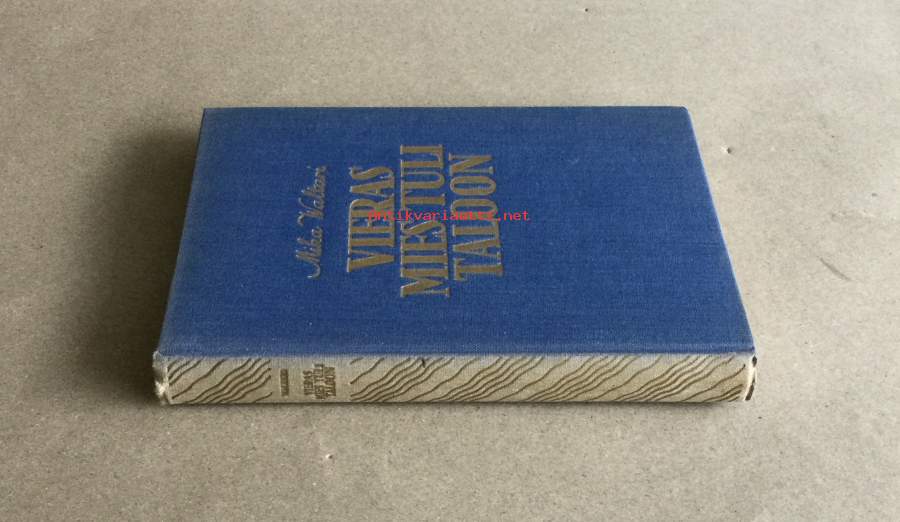 Mika Waltari
VIERAS
MIES TULI
TALOON
antikvariaatti.net
WALTARI
VIERAS
MIES TULI
TALOON